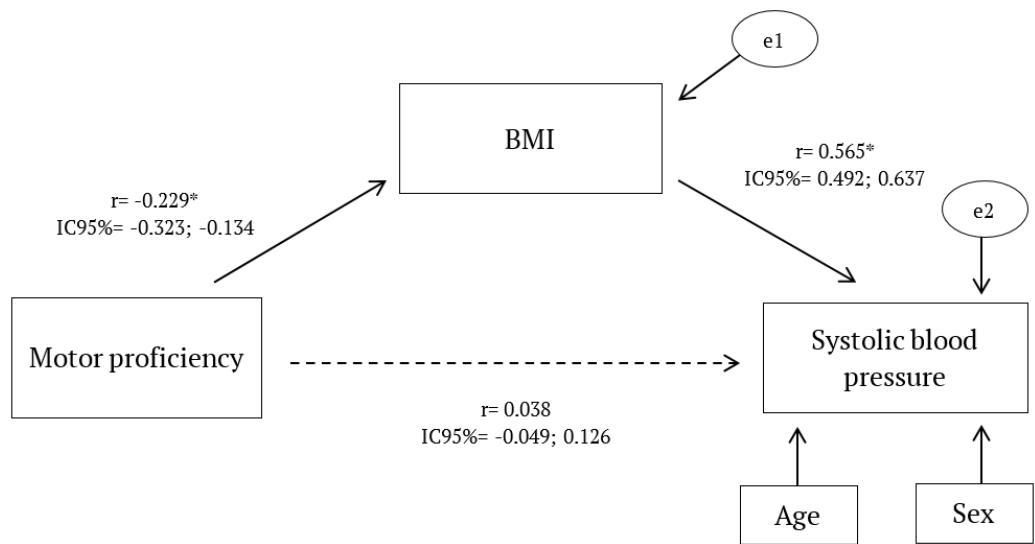 e1
BMI
r= 0.565*
IC95%= 0.492; 0.637
r= -0.229*
IC95%= -0.323; -0.134
e2
Motor proficiency
Systolic blood
pressure
r= 0.038
IC95%= -0.049; 0.126
Age
Sex